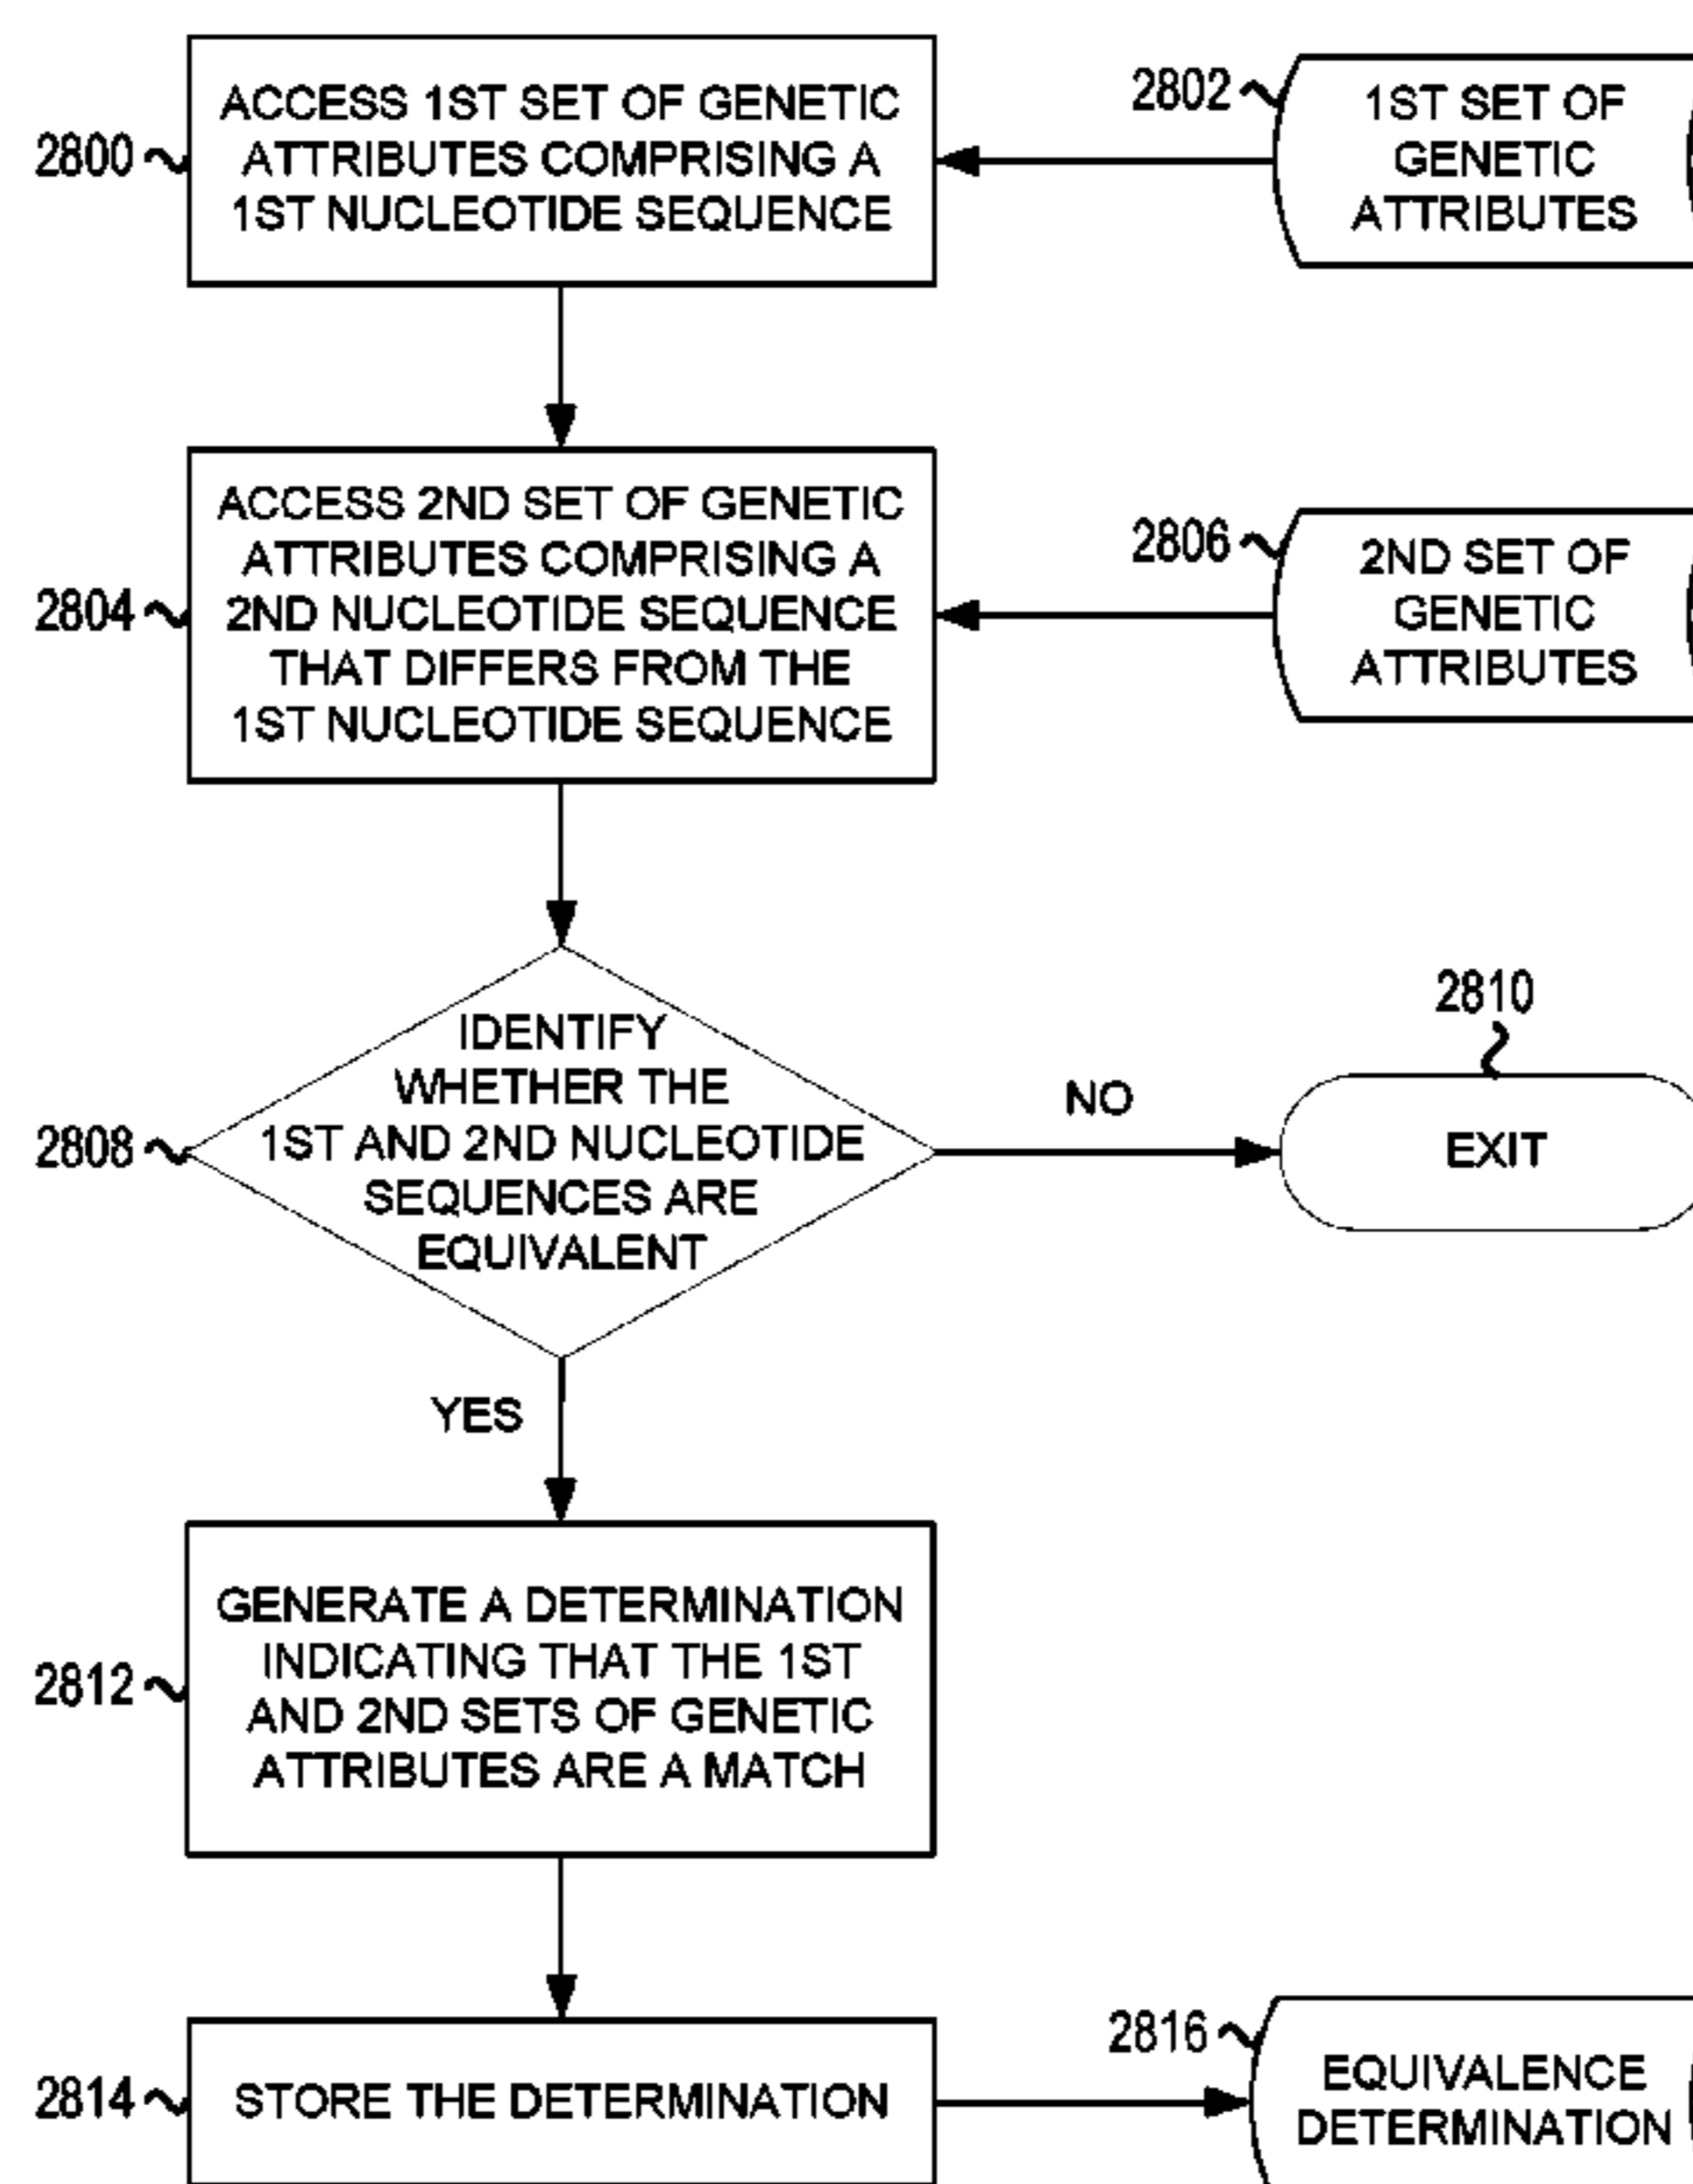 2800
ACCESS 1ST SET OF GENETIC
ATTRIBUTES COMPRISING A
1ST NUCLEOTIDE SEQUENCE
2802
1ST SET OF
GENETIC
ATTRIBUTES
2804
ACCESS 2ND SET OF GENETIC
ATTRIBUTES COMPRISING A
2ND NUCLEOTIDE SEQUENCE
THAT DIFFERS FROM THE
1ST NUCLEOTIDE SEQUENCE
2806
2ND SET OF
GENETIC
ATTRIBUTES
2808
IDENTIFY
WHETHER THE
1ST AND 2ND NUCLEOTIDE
SEQUENCES ARE
EQUIVALENT
NO
2810
EXIT
YES
2812
GENERATE A DETERMINATION
INDICATING THAT THE 1ST
AND 2ND SETS OF GENETIC
ATTRIBUTES ARE A MATCH
2814
STORE THE DETERMINATION
2816
EQUIVALENCE
DETERMINATION